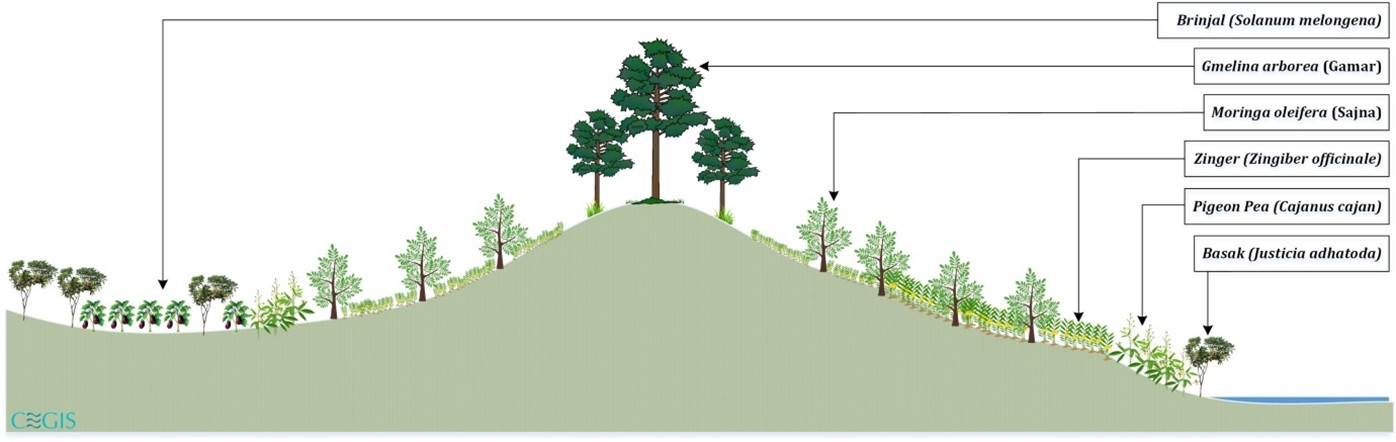 Brinjal (Solanum melongena)
Gmelina arborea (Gamar)
Moringa oleifera (Sajna)
Zinger (Zingiber officinale)
Pigeon Pea (Cajanus cajan)
Basak (Justicia adhatoda)
CEGIS